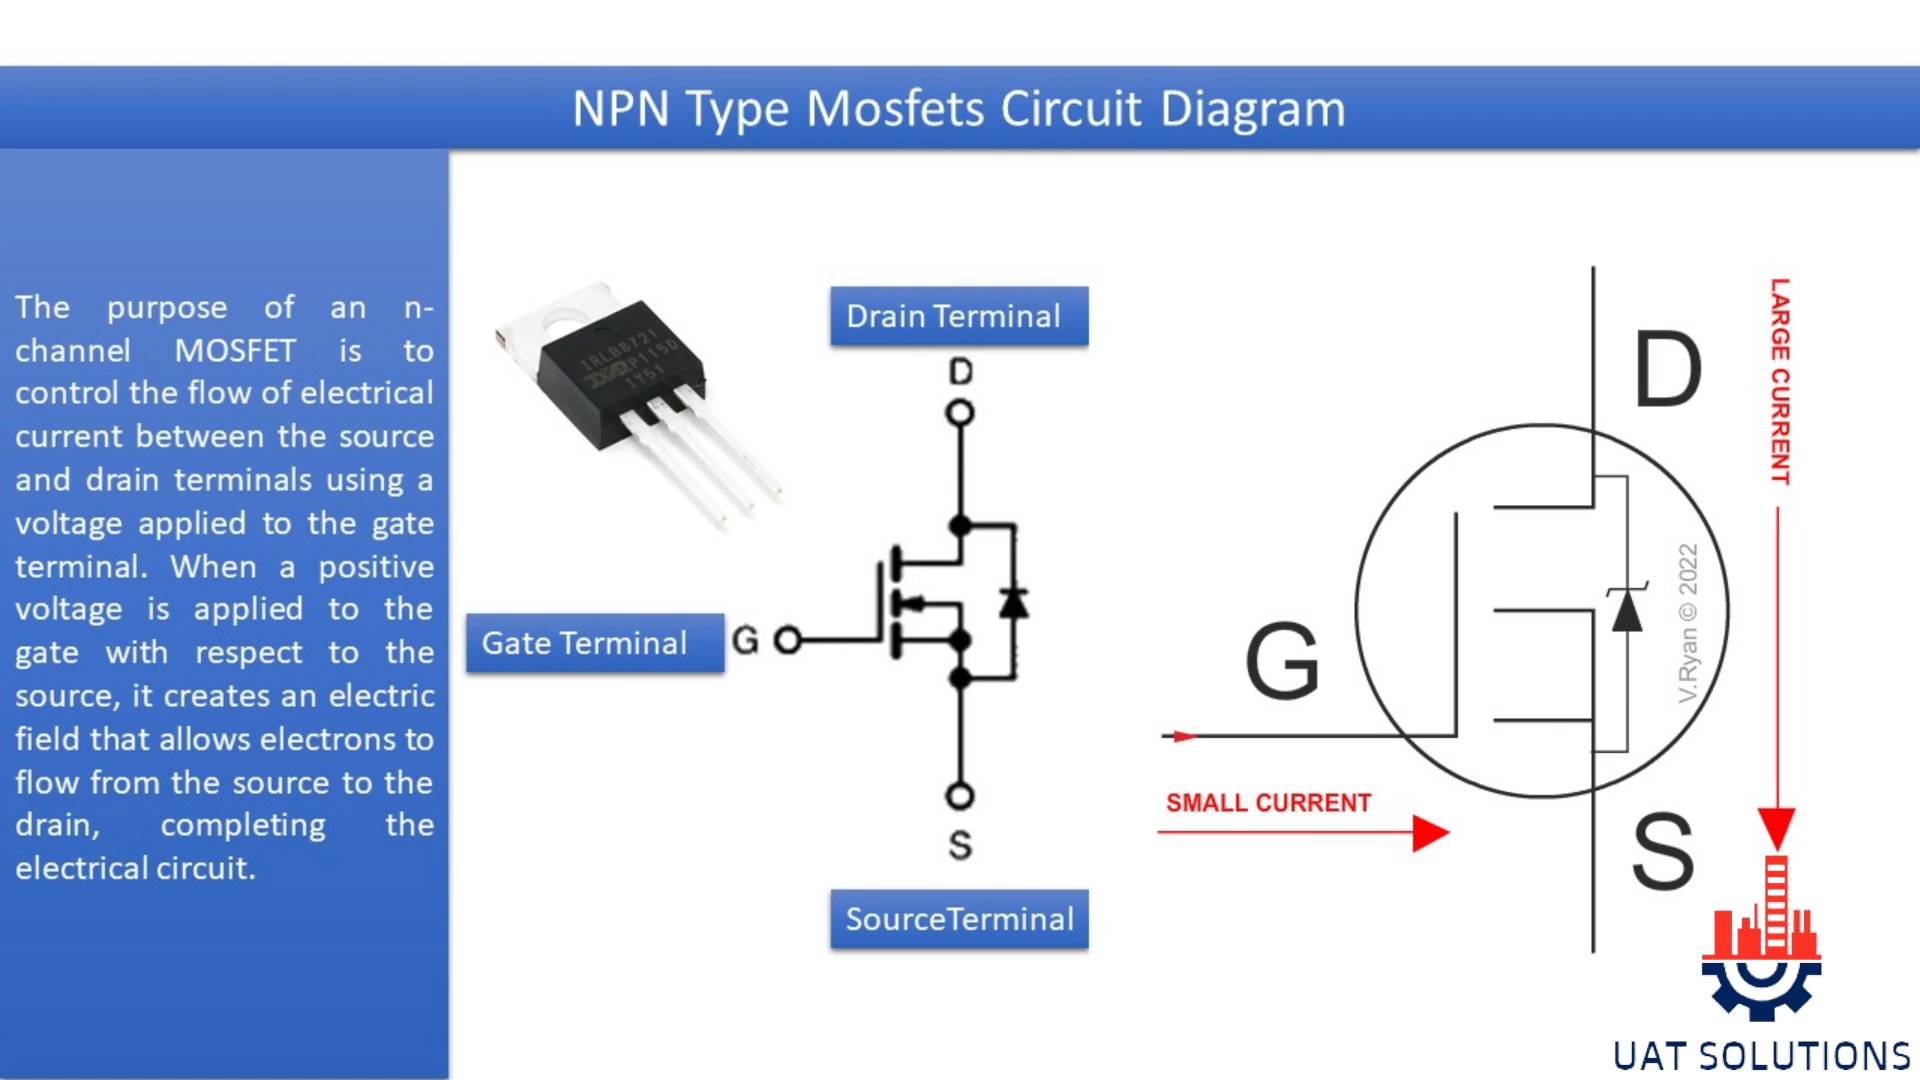 NPN Type Mosfets Circuit Diagram
The purpose of an n-
channel MOSFET is to
control the flow of electrical
current between the source
and drain terminals using a
voltage applied to the gate
terminal. When a positive
voltage is applied to the
gate with respect to the
source, it creates an electric
field that allows electrons to
flow from the source to the
drain, completing the
electrical circuit.
IRLB8721
P115D
IY51
Drain Terminal
D
Gate Terminal
G
S
SourceTerminal
D
LARGE CURRENT
G
V.Ryan © 2022
SMALL CURRENT
S
UAT SOLUTIONS